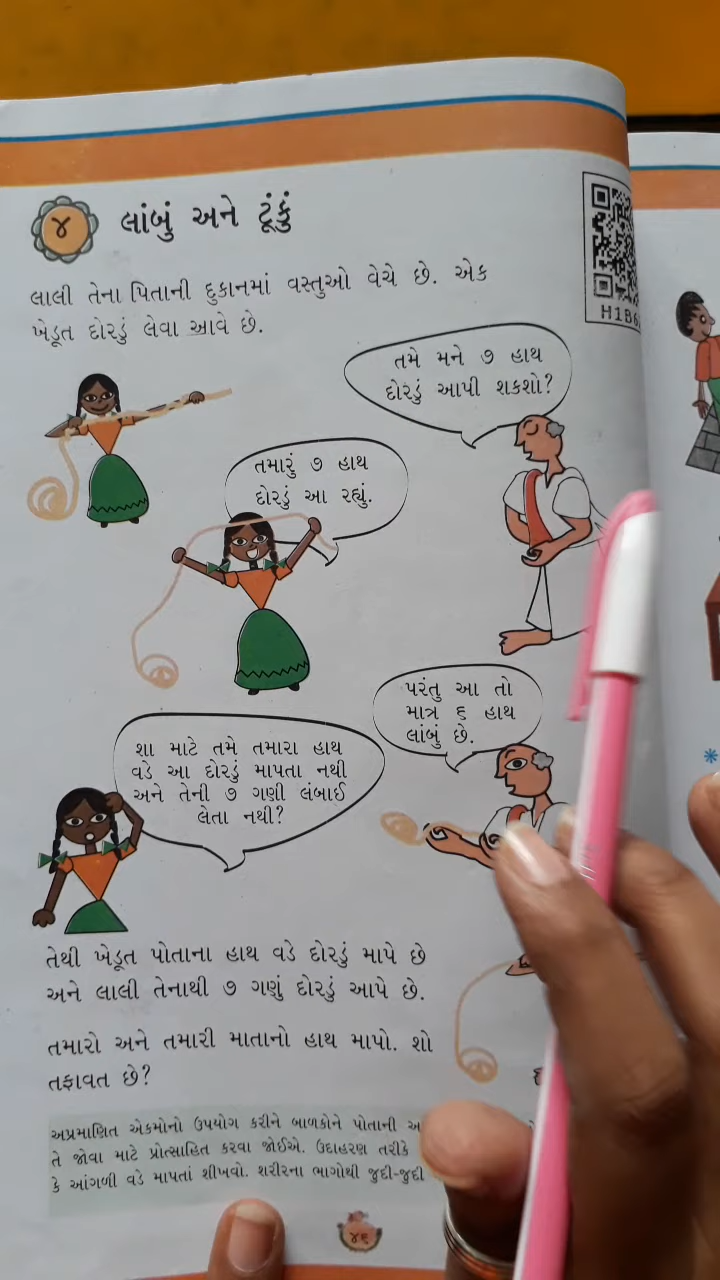 ૪
લાંબું અને ટૂંકું
લાલી તેના પિતાની દુકાનમાં વસ્તુઓ વેચે છે. એક
ખેડૂત દોરડું લેવા આવે છે.
H1B6
તમે મને ૭ હાથ
દોરડું આપી શકશો?
તમારું ૭ હાથ
દોરડું આ રહ્યું.
પરંતુ આ તો
માત્ર ૬ હાથ
લાંબું છે.
શા માટે તમે તમારા હાથ
વડે આ દોરડું માપતા નથી
અને તેની ૭ ગણી લંબાઈ
લેતા નથી?
તેથી ખેડૂત પોતાના હાથ વડે દોરડું માપે છે
અને લાલી તેનાથી ૭ ગણું દોરડું આપે છે.
તમારો અને તમારી માતાનો હાથ માપો. શો
તફાવત છે?
અપ્રમાણિત એકમોનો ઉપયોગ કરીને બાળકોને પોતાની
તે જોવા માટે પ્રોત્સાહિત કરવા જોઈએ. ઉદાહરણ તરીકે
કે આંગળી વડે માપતાં શીખવો. શરીરના ભાગોથી જુદી-જુદી
૪૬